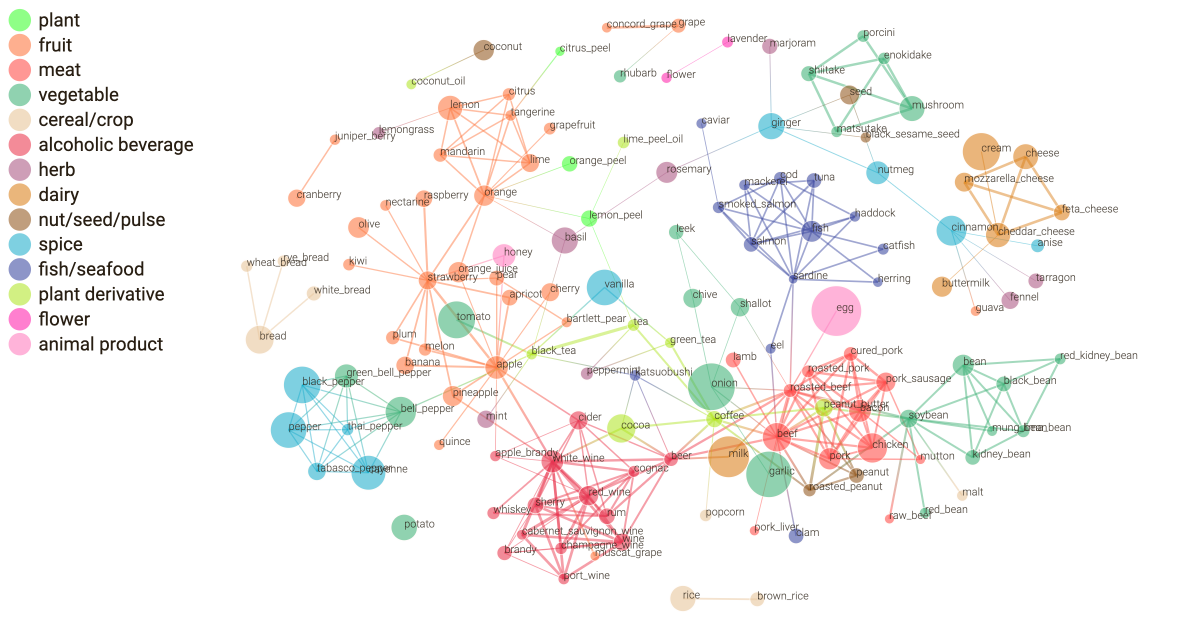 plant
fruit
meat
vegetable
cereal/crop
alcoholic beverage
herb
dairy
nut/seed/pulse
spice
fish/seafood
plant derivative
flower
animal product
concord_grape
grape
coconut
citrus_peel
lavender
marjoram
porcini
enokidake
rhubarb
flower
shiitake
coconut_oil
citrus
seed
mushroom
lemon
tangerine
lemongrass
grapefruit
juniper_berry
caviar
ginger
matsutake
black_sesame_seed
lime_peel_oil
mandarin
lime
orange_peel
cream
cheese
rosemary
nutmeg
mackerel
cod
tuna
mozzarella_cheese
cranberry
nectarine
raspberry
orange
smoked_salmon
haddock
feta_cheese
lemon_peel
olive
basil
leek
salmon
fish
cinnamon
cheddar_cheese
anise
honey
catfish
wheat_bread
rye_bread
kiwi
orange_juice
strawberry
pear
sardine
herring
buttermilk
tarragon
white_bread
apricot
cherry
vanilla
chive
shallot
egg
guava
fennel
tomato
bartlett_pear
tea
bread
plum
melon
black_tea
green_tea
eel
lamb
cured_pork
bean
red_kidney_bean
banana
apple
peppermint
katsuobushi
roasted_pork
black_pepper
green_bell_pepper
onion
roasted_beef
pork_sausage
black_bean
pineapple
bell_pepper
mint
cider
cocoa
coffee
peanut_butter
bacon
soybean
pepper
thai_pepper
beef
mung_bean
quince
chicken
apple_brandy
white_wine
beer
milk
pork
mutton
kidney_bean
tabasco_pepper
cayenne
cognac
garlic
peanut
roasted_peanut
red_wine
malt
sherry
whiskey
rum
popcorn
raw_beef
red_bean
potato
cabernet_sauvignon_wine
wine
pork_liver
clam
brandy
champagne_wine
muscat_grape
port_wine
rice
brown_rice